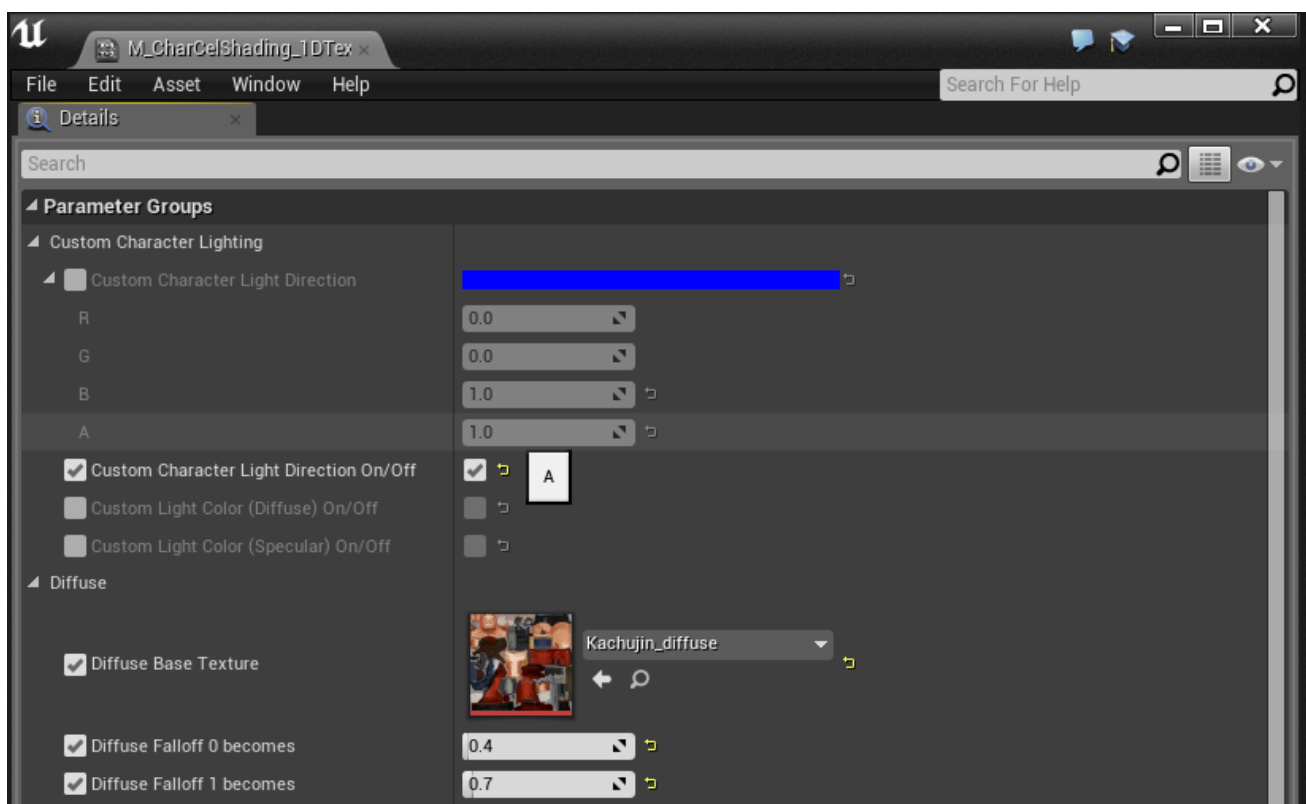 M_CharCelShading_1DTex
File Edit Asset Window Help
Search For Help
Details
Search
Parameter Groups
Custom Character Lighting
Custom Character Light Direction
R 0.0
G 0.0
B 1.0
A 1.0
Custom Character Light Direction On/Off
A
Custom Light Color (Diffuse) On/Off
Custom Light Color (Specular) On/Off
Diffuse
Diffuse Base Texture Kachujin_diffuse
Diffuse Falloff 0 becomes 0.4
Diffuse Falloff 1 becomes 0.7